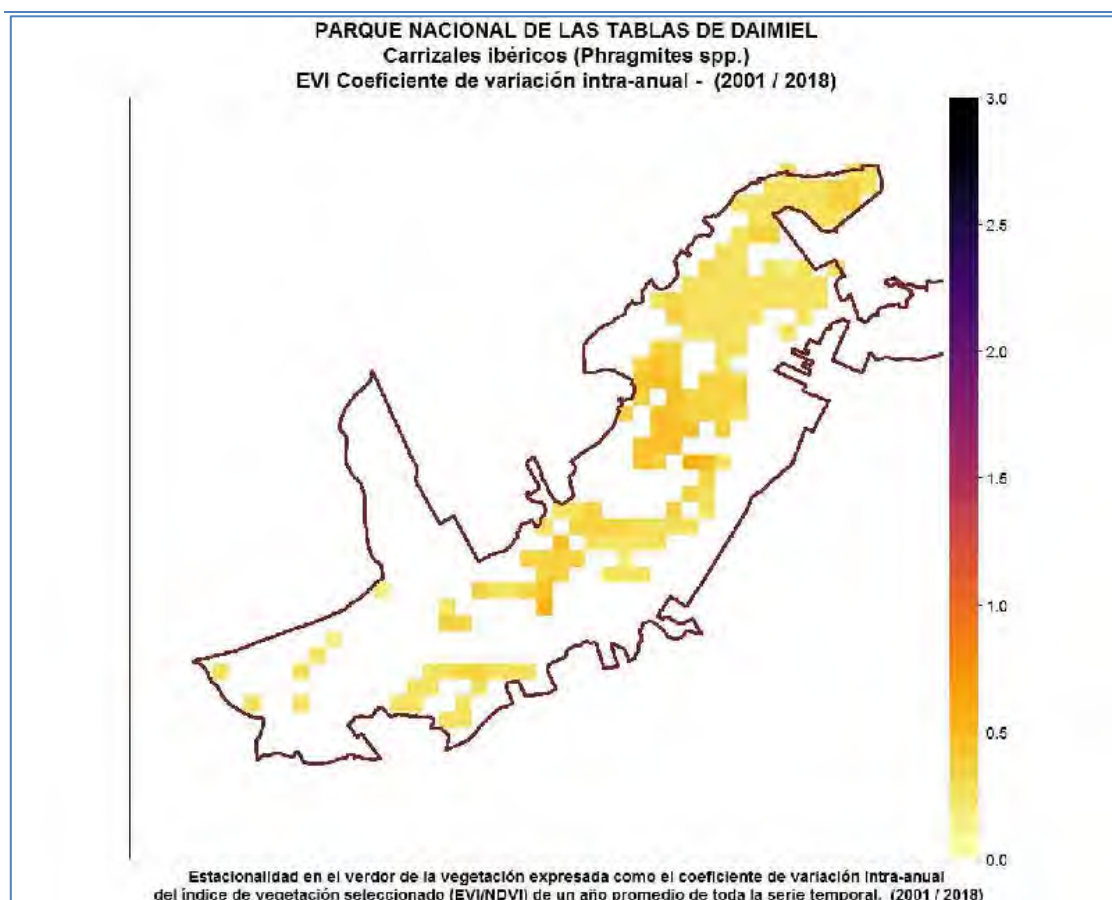 PARQUE NACIONAL DE LAS TABLAS DE DAIMIEL
Carrizales ibéricos (Phragmites spp.)
EVI Coeficiente de variación intra-anual - (2001 / 2018)
3.0
2.5
2.0
1.5
1.0
0.5
0.0
Estacionalidad en el verdor de la vegetación expresada como el coeficiente de variación intra-anual
del índice de vegetación seleccionado (EVI/NDVI) de un año promedio de toda la serie temporal. (2001 / 2018)